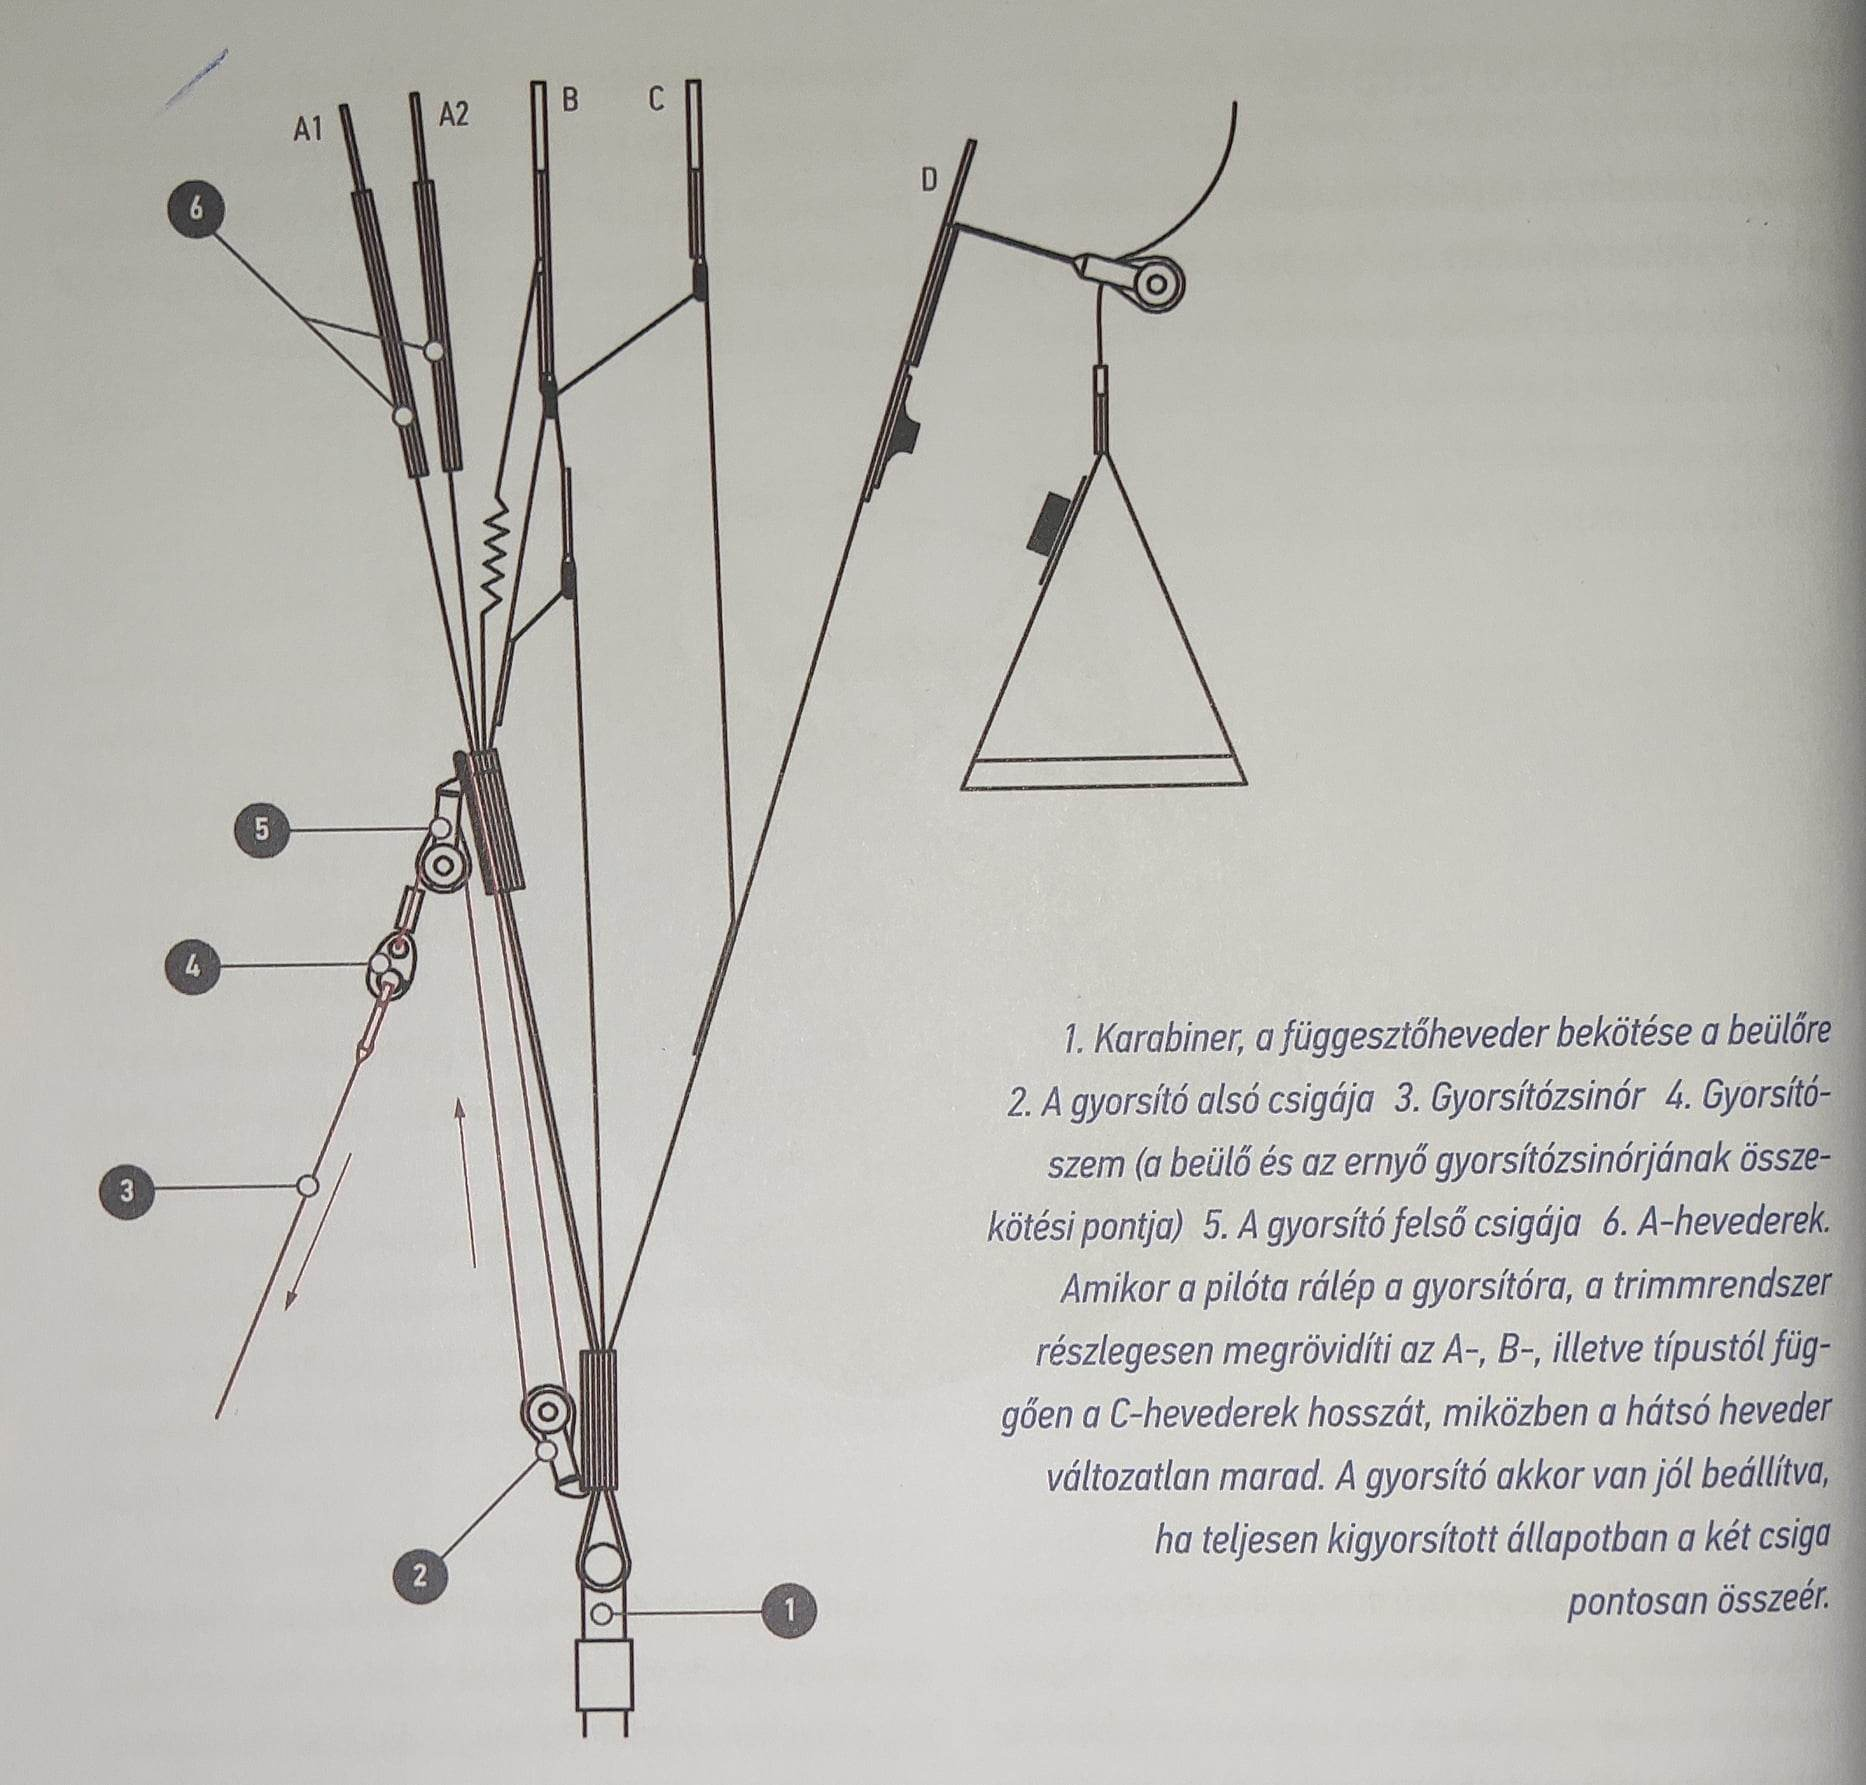 A1
A2
B
C
D
6
5
4
3
2
1
1. Karabiner, a függesztőheveder bekötése a beülőre
2. A gyorsító alsó csigája 3. Gyorsítózsinór 4. Gyorsító-
szem (a beülő és az ernyő gyorsítózsinórjának össze-
kötési pontja) 5. A gyorsító felső csigája 6. A-hevederek.
Amikor a pilóta rálép a gyorsítóra, a trimmrendszer
részlegesen megrövidíti az A-, B-, illetve típustól füg-
gően a C-hevederek hosszát, miközben a hátsó heveder
változatlan marad. A gyorsító akkor van jól beállítva,
ha teljesen kigyorsított állapotban a két csiga
pontosan összeér.